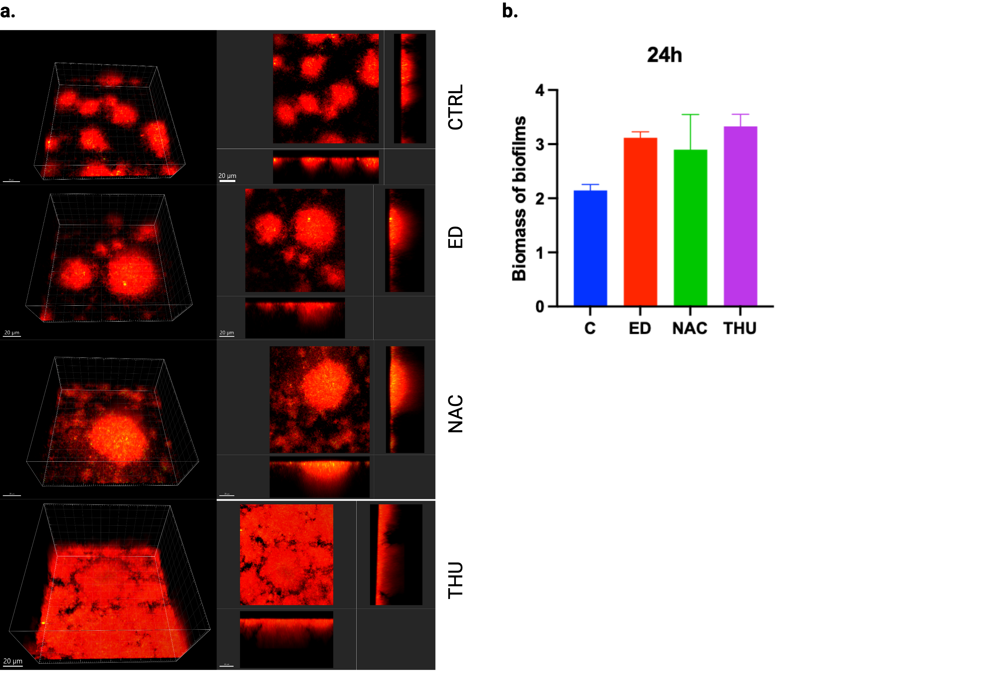 a.
CTRL
20 µm
ED
20 µm
20 µm
NAC
THU
20 µm
b.
24h
Biomass of biofilms
4
3
2
1
0
C ED NAC THU